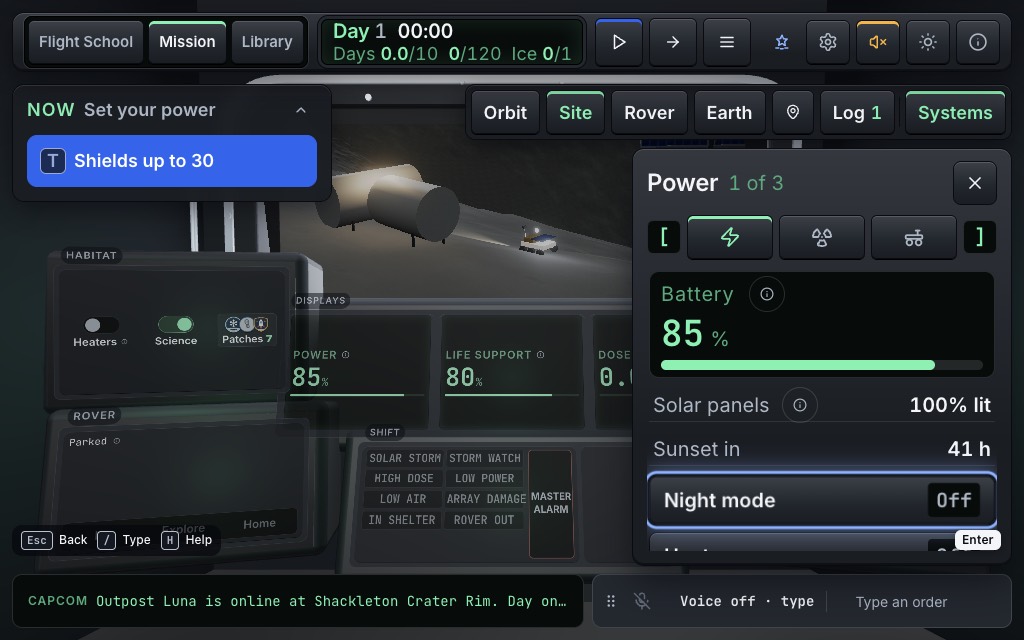 Flight School Mission Library
Day 1 00:00
Days 0.0/10 0/120 Ice 0/1
NOW Set your power
T Shields up to 30
Orbit Site Rover Earth Log 1 Systems
Power 1 of 3
[ ]
Battery
85 %
Solar panels 100% lit
Sunset in 41 h
Night mode Off
Enter
HABITAT
Heaters Science Patches 7
ROVER
Parked
Explore Home
DISPLAYS
POWER
85%
LIFE SUPPORT
80%
DOSE
SHIFT
SOLAR STORM STORM WATCH
HIGH DOSE LOW POWER
LOW AIR ARRAY DAMAGE
IN SHELTER ROVER OUT
MASTER ALARM
Esc Back / Type H Help
CAPCOM Outpost Luna is online at Shackleton Crater Rim. Day on…
Voice off · type Type an order